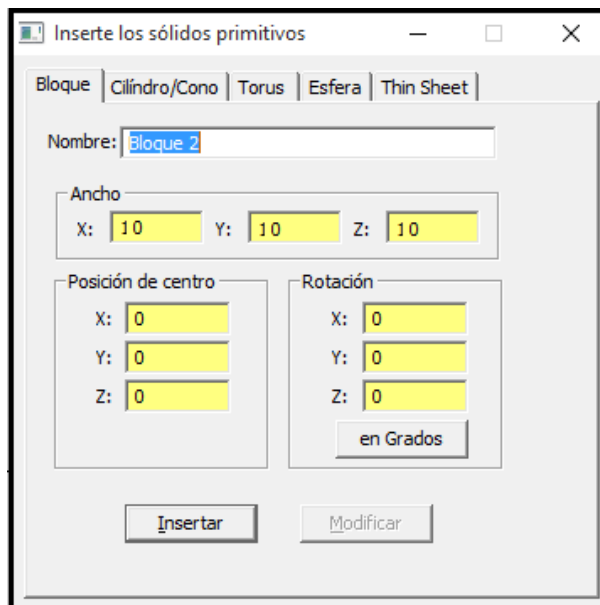 Inserte los sólidos primitivos
Bloque Cilíndro/Cono Torus Esfera Thin Sheet
Nombre: Bloque 2
Ancho
X: 10 Y: 10 Z: 10
Posición de centro
X: 0
Y: 0
Z: 0
Rotación
X: 0
Y: 0
Z: 0
en Grados
Insertar Modificar